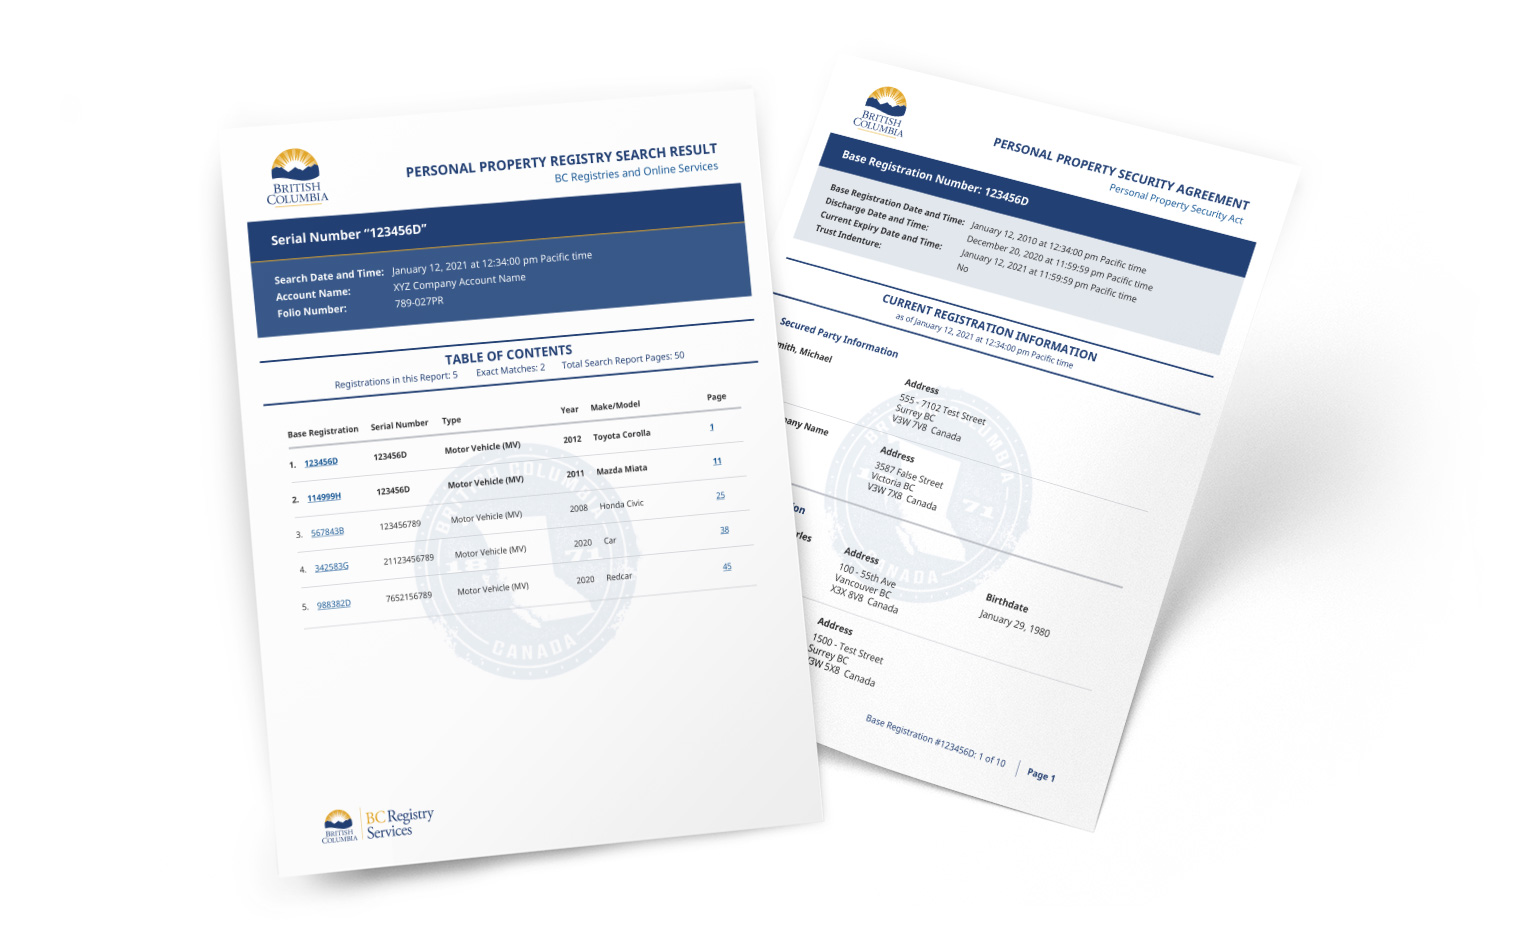 BRITISH
COLUMBIA
PERSONAL PROPERTY REGISTRY SEARCH RESULT
BC Registries and Online Services
Serial Number “123456D”
Search Date and Time: January 12, 2021 at 12:34:00 pm Pacific time
Account Name: XYZ Company Account Name
Folio Number: 789-027PR
TABLE OF CONTENTS
Registrations in this Report: 5 Exact Matches: 2 Total Search Report Pages: 50
Base Registration Serial Number Type Year Make/Model Page
1. 123456D 123456D Motor Vehicle (MV) 2012 Toyota Corolla 1
2. 114999H 123456D Motor Vehicle (MV) 2011 Mazda Miata 11
3. 567843B 123456789 Motor Vehicle (MV) 2008 Honda Civic 25
4. 342583G 21123456789 Motor Vehicle (MV) 2020 Car 38
5. 988382D 7652156789 Motor Vehicle (MV) 2020 Redcar 45
BRITISH COLUMBIA
18 71
CANADA
BRITISH
COLUMBIA
BC Registry
Services
BRITISH
COLUMBIA
PERSONAL PROPERTY SECURITY AGREEMENT
Personal Property Security Act
Base Registration Number: 123456D
Base Registration Date and Time: January 12, 2010 at 12:34:00 pm Pacific time
Discharge Date and Time: December 20, 2020 at 11:59:59 pm Pacific time
Current Expiry Date and Time: January 12, 2021 at 11:59:59 pm Pacific time
Trust Indenture: No
CURRENT REGISTRATION INFORMATION
as of January 12, 2021 at 12:34:00 pm Pacific time
Secured Party Information
mith, Michael
Address
555 - 7102 Test Street
Surrey BC
V3W 7V8 Canada
any Name
Address
3587 False Street
Victoria BC
V3W 7X8 Canada
71
CANADA
ion
rles
Address
100 - 55th Ave
Vancouver BC
X3X 8V8 Canada
Birthdate
January 29, 1980
Address
1500 - Test Street
Surrey BC
V3W 5X8 Canada
Base Registration #123456D: 1 of 10
Page 1